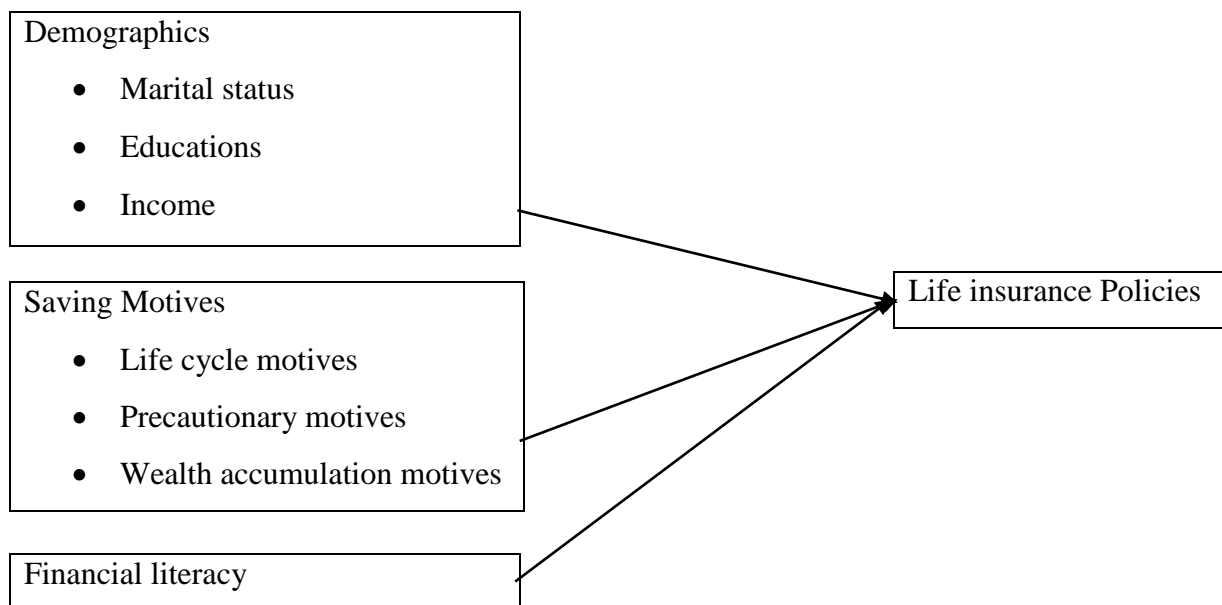 Demographics
• Marital status
• Educations
• Income
Saving Motives
• Life cycle motives
• Precautionary motives
• Wealth accumulation motives
Financial literacy
Life insurance Policies